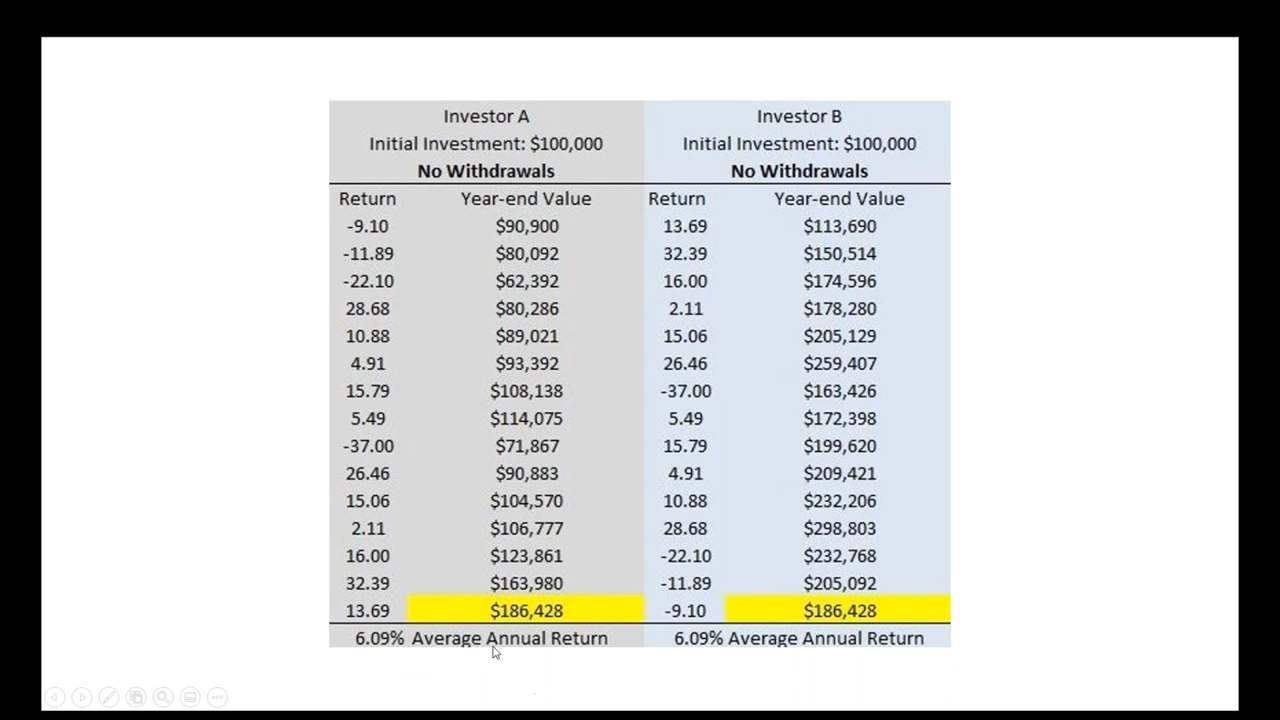 Investor A Investor B
Initial Investment: $100,000 Initial Investment: $100,000
No Withdrawals No Withdrawals
Return Year-end Value Return Year-end Value
-9.10 $90,900 13.69 $113,690
-11.89 $80,092 32.39 $150,514
-22.10 $62,392 16.00 $174,596
28.68 $80,286 2.11 $178,280
10.88 $89,021 15.06 $205,129
4.91 $93,392 26.46 $259,407
15.79 $108,138 -37.00 $163,426
5.49 $114,075 5.49 $172,398
-37.00 $71,867 15.79 $199,620
26.46 $90,883 4.91 $209,421
15.06 $104,570 10.88 $232,206
2.11 $106,777 28.68 $298,803
16.00 $123,861 -22.10 $232,768
32.39 $163,980 -11.89 $205,092
13.69 $186,428 -9.10 $186,428
6.09% Average Annual Return 6.09% Average Annual Return